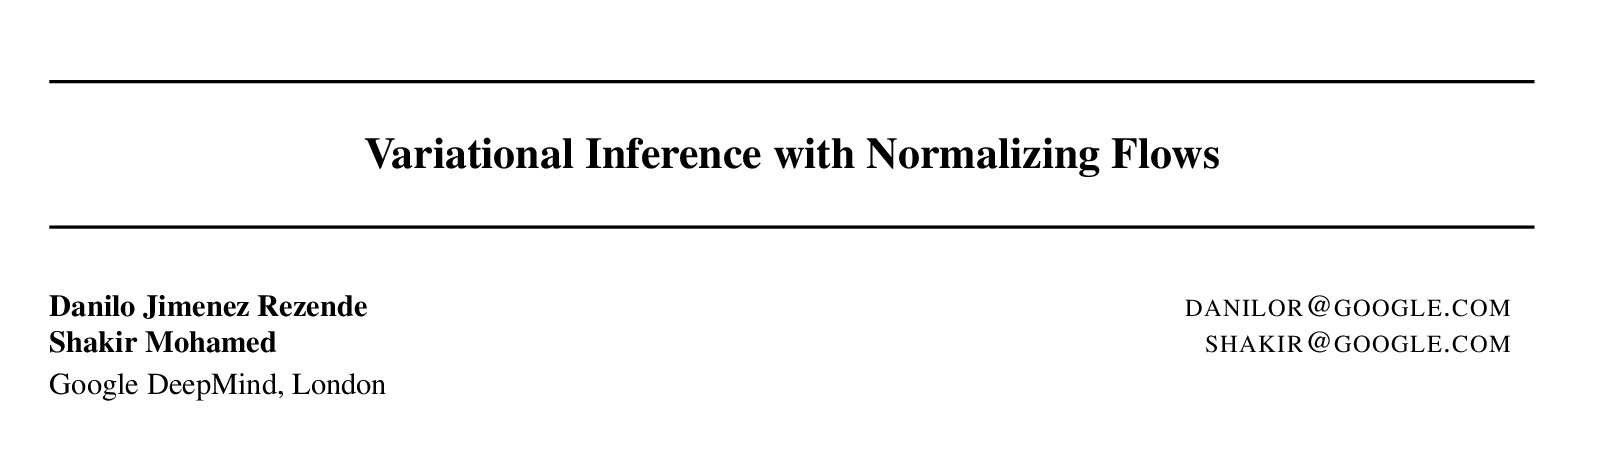 Variational Inference with Normalizing Flows
Danilo Jimenez Rezende DANILOR@GOOGLE.COM
Shakir Mohamed SHAKIR@GOOGLE.COM
Google DeepMind, London